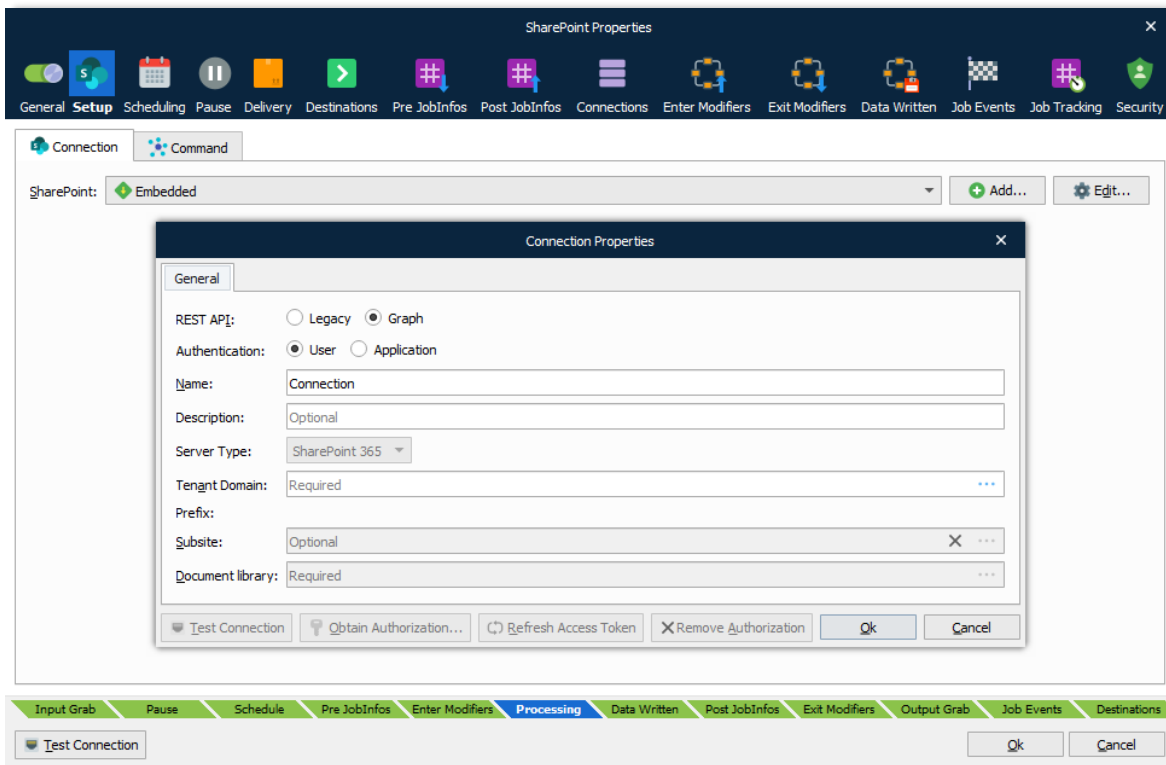 SharePoint Properties
General Setup Scheduling Pause Delivery Destinations Pre JobInfos Post JobInfos Connections Enter Modifiers Exit Modifiers Data Written Job Events Job Tracking Security
Connection Command
SharePoint: Embedded Add... Edit...
Connection Properties
General
REST API: Legacy Graph
Authentication: User Application
Name: Connection
Description: Optional
Server Type: SharePoint 365
Tenant Domain: Required ...
Prefix:
Subsite: Optional ...
Document library: Required ...
Test Connection Obtain Authorization... Refresh Access Token Remove Authorization Ok Cancel
Input Grab Pause Schedule Pre JobInfos Enter Modifiers Processing Data Written Post JobInfos Exit Modifiers Output Grab Job Events Destinations
Test Connection Ok Cancel